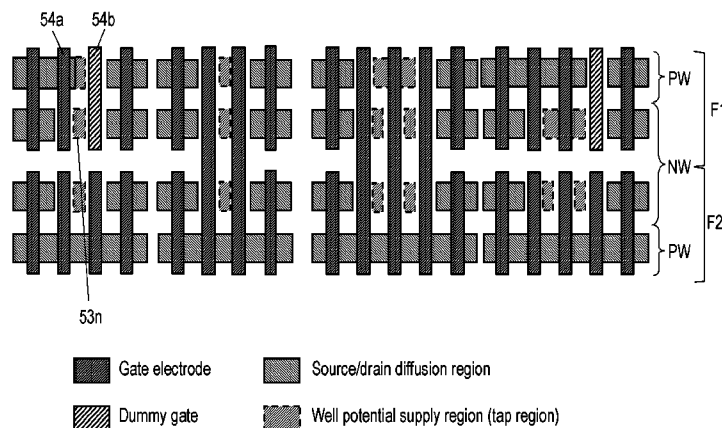 54a 54b
PW
F1
NW
F2
PW
53n
Gate electrode
Source/drain diffusion region
Dummy gate
Well potential supply region (tap region)